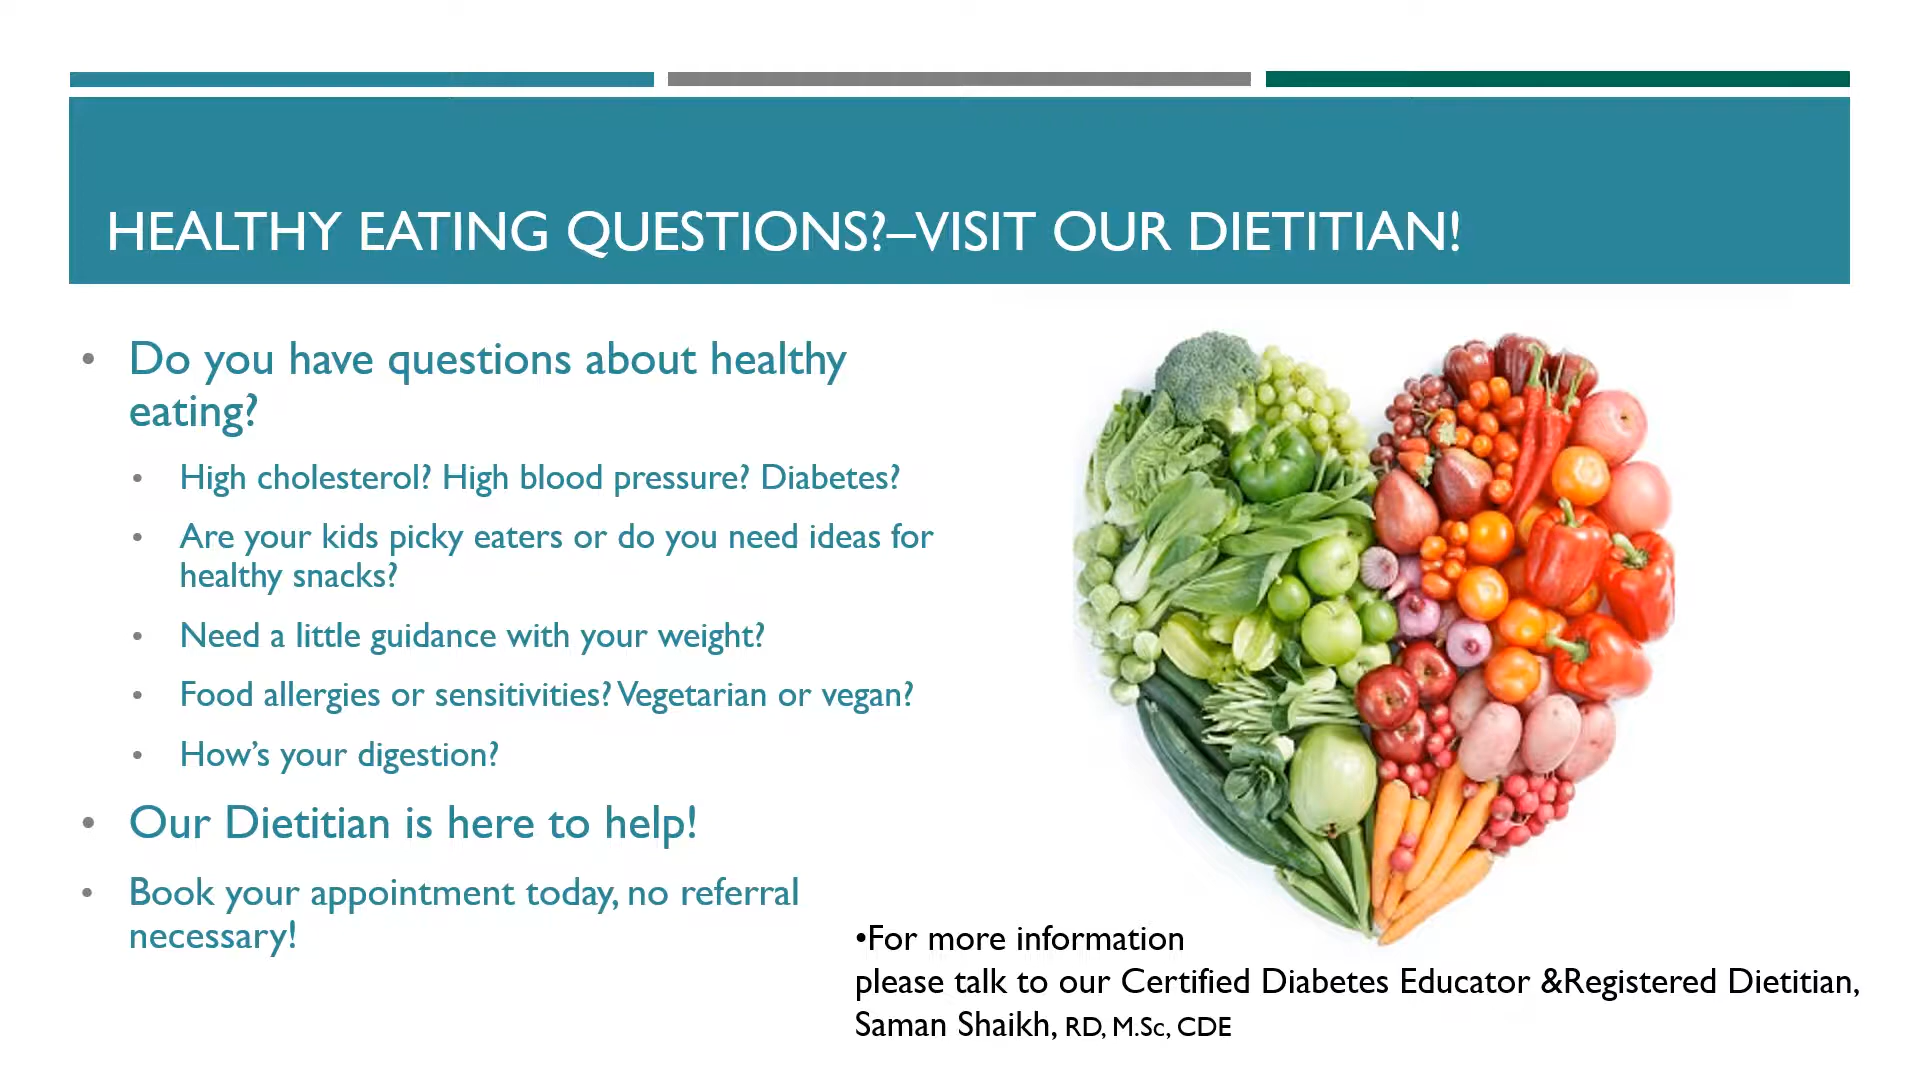 HEALTHY EATING QUESTIONS?–VISIT OUR DIETITIAN!
• Do you have questions about healthy
eating?
• High cholesterol? High blood pressure? Diabetes?
• Are your kids picky eaters or do you need ideas for
healthy snacks?
• Need a little guidance with your weight?
• Food allergies or sensitivities? Vegetarian or vegan?
• How’s your digestion?
• Our Dietitian is here to help!
• Book your appointment today, no referral
necessary!
•For more information
please talk to our Certified Diabetes Educator &Registered Dietitian,
Saman Shaikh, RD, M.Sc, CDE